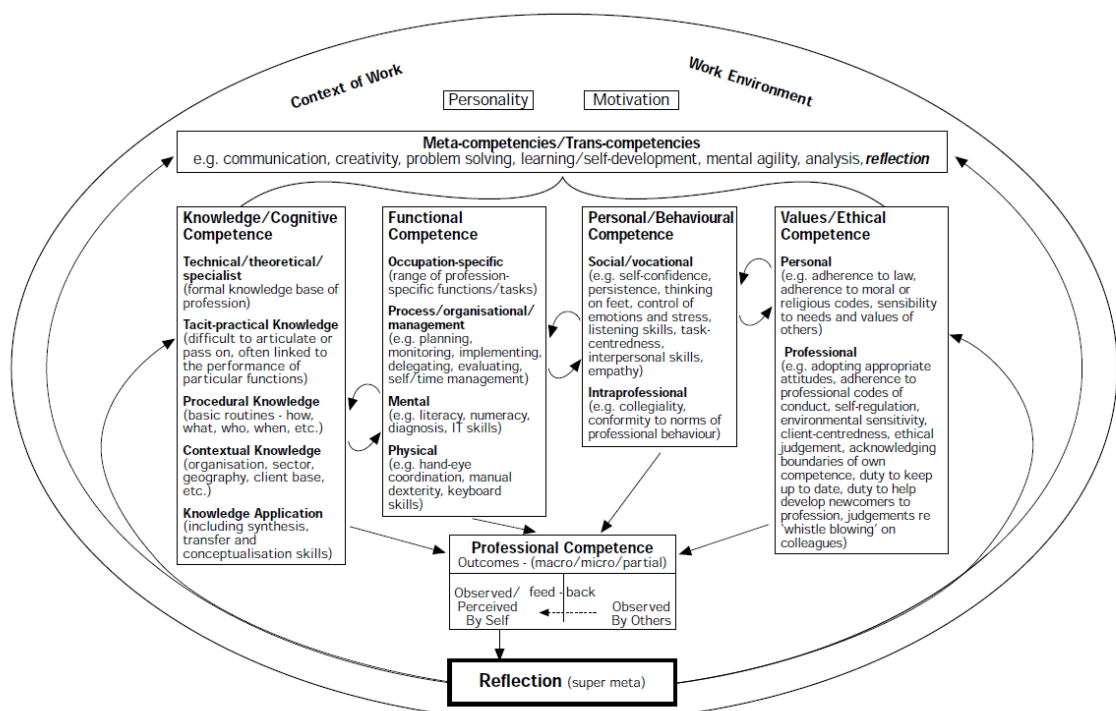 Context of Work
Work Environment
Personality
Motivation
Meta-competencies/Trans-competencies
e.g. communication, creativity, problem solving, learning/self-development, mental agility, analysis, reflection
Knowledge/Cognitive
Competence
Technical/theoretical/
specialist
(formal knowledge base of
profession)
Tacit-practical Knowledge
(difficult to articulate or
pass on, often linked to
the performance of
particular functions)
Procedural Knowledge
(basic routines - how,
what, who, when, etc.)
Contextual Knowledge
(organisation, sector,
geography, client base,
etc.)
Knowledge Application
(including synthesis,
transfer and
conceptualisation skills)
Functional
Competence
Occupation-specific
(range of profession-
specific functions/tasks)
Process/organisational/
management
(e.g. planning,
monitoring, implementing,
delegating, evaluating,
self/time management)
Mental
(e.g. literacy, numeracy,
diagnosis, IT skills)
Physical
(e.g. hand-eye
coordination, manual
dexterity, keyboard
skills)
Personal/Behavioural
Competence
Social/vocational
(e.g. self-confidence,
persistence, thinking
on feet, control of
emotions and stress,
listening skills, task-
centredness,
interpersonal skills,
empathy)
Intraprofessional
(e.g. collegiality,
conformity to norms of
professional behaviour)
Values/Ethical
Competence
Personal
(e.g. adherence to law,
adherence to moral or
religious codes, sensibility
to needs and values of
others)
Professional
(e.g. adopting appropriate
attitudes, adherence to
professional codes of
conduct, self-regulation,
environmental sensitivity,
client-centredness, ethical
judgement, acknowledging
boundaries of own
competence, duty to keep
up to date, duty to help
develop newcomers to
profession, judgements re
'whistle blowing' on
colleagues)
Professional Competence
Outcomes - (macro/micro/partial)
Observed/
Perceived
By Self
feed - back
Observed
By Others
Reflection (super meta)